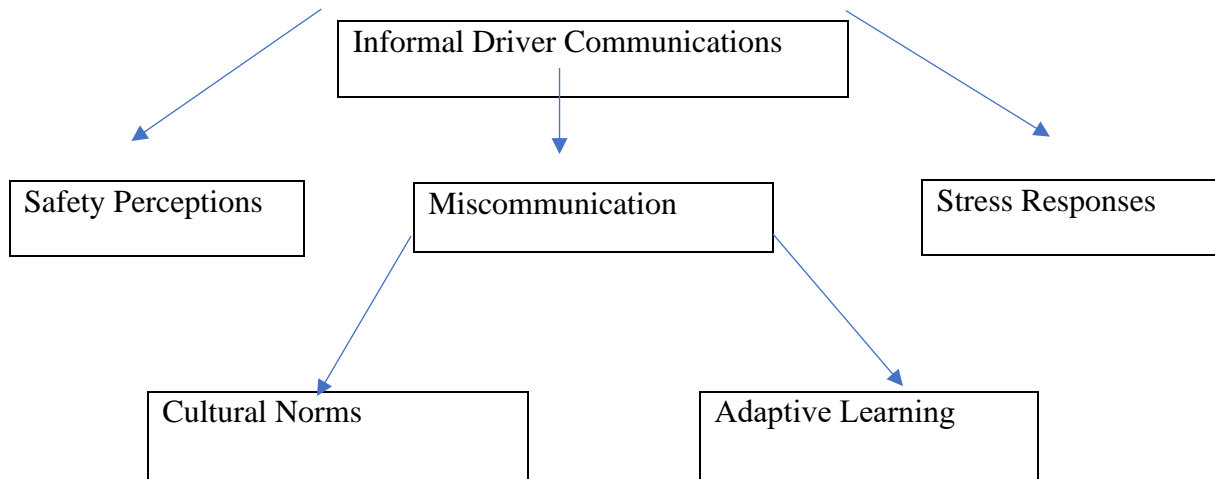 Informal Driver Communications
Safety Perceptions
Miscommunication
Stress Responses
Cultural Norms
Adaptive Learning